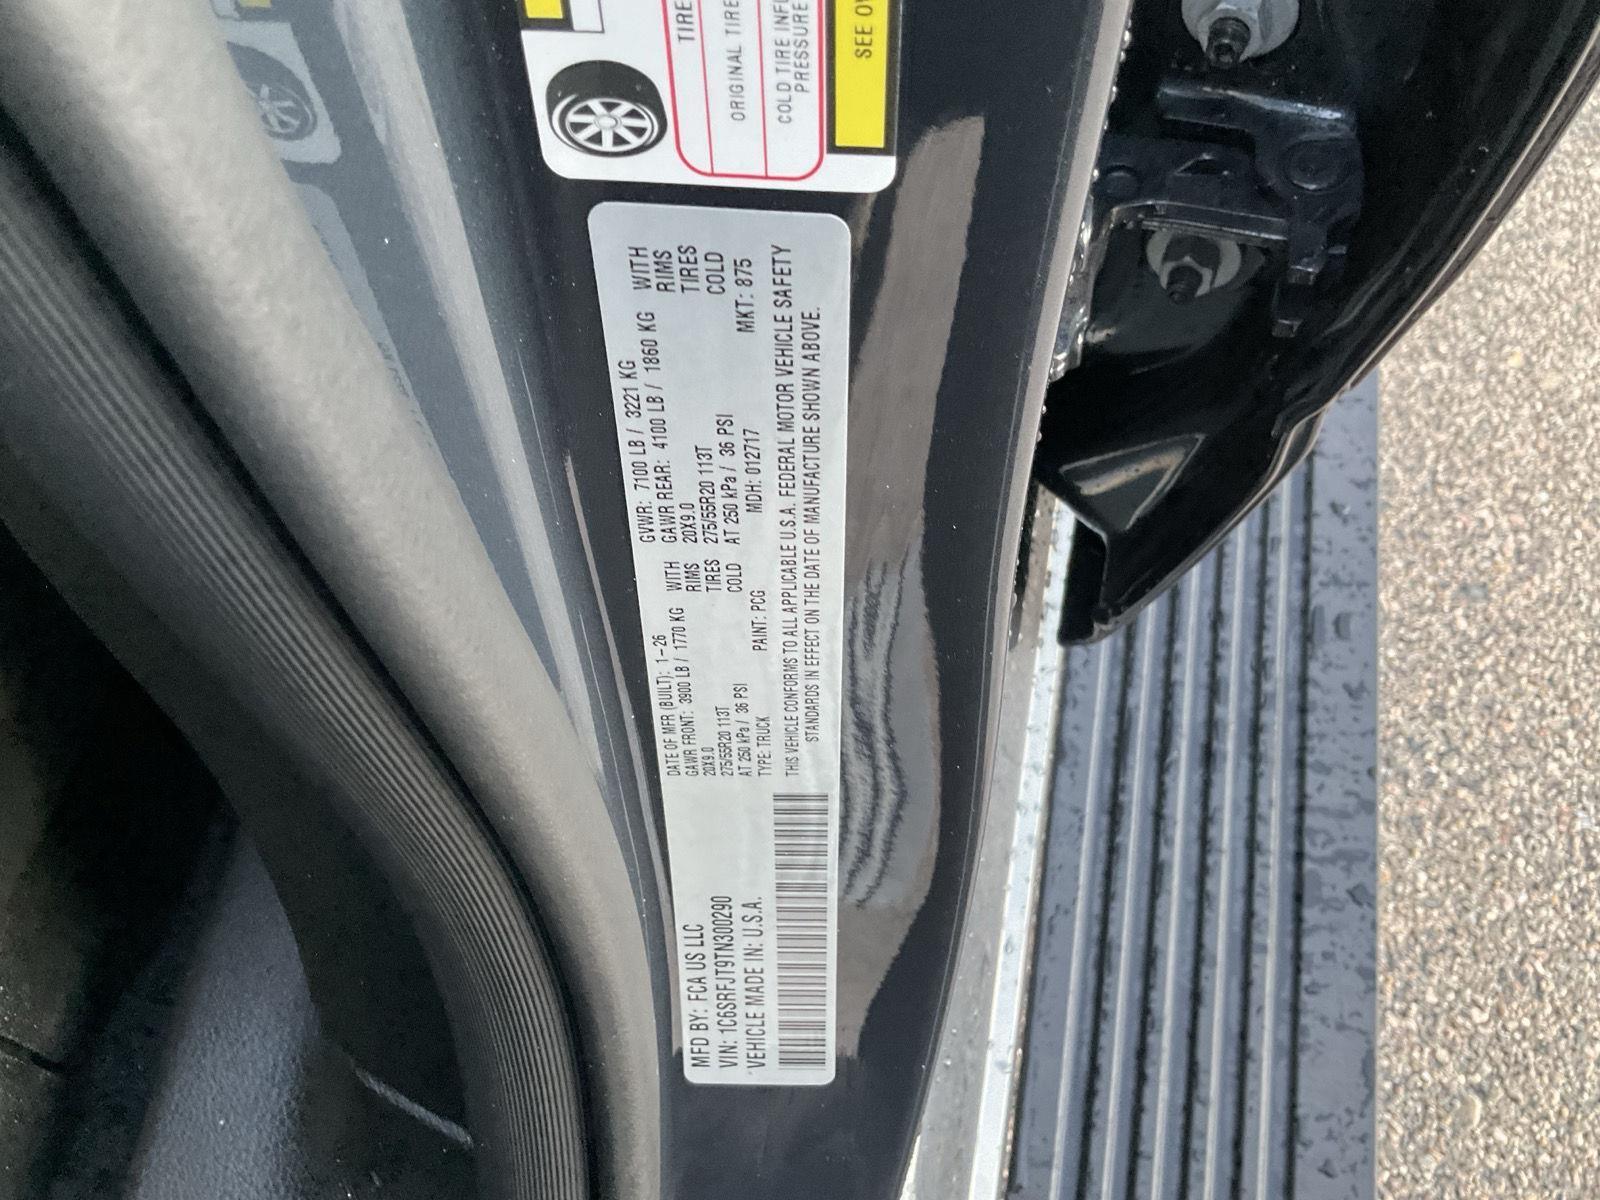 MFD BY: FCA US LLC
VIN: 1C6SRFJT9TN300290
VEHICLE MADE IN: U.S.A.
DATE OF MFR (BUILT): 1-26 GVWR: 7100 LB / 3221 KG
GAWR FRONT: 3900 LB / 1770 KG WITH GAWR REAR: 4100 LB / 1860 KG WITH
20X9.0 RIMS 20X9.0 RIMS
275/55R20 113T TIRES 275/55R20 113T TIRES
AT 250 kPa / 36 PSI COLD AT 250 kPa / 36 PSI COLD
TYPE: TRUCK PAINT: PCG MDH: 012717 MKT: 875
THIS VEHICLE CONFORMS TO ALL APPLICABLE U.S.A. FEDERAL MOTOR VEHICLE SAFETY
STANDARDS IN EFFECT ON THE DATE OF MANUFACTURE SHOWN ABOVE.
TIRE
ORIGINAL TIRE
COLD TIRE
PRESSURE
SEE